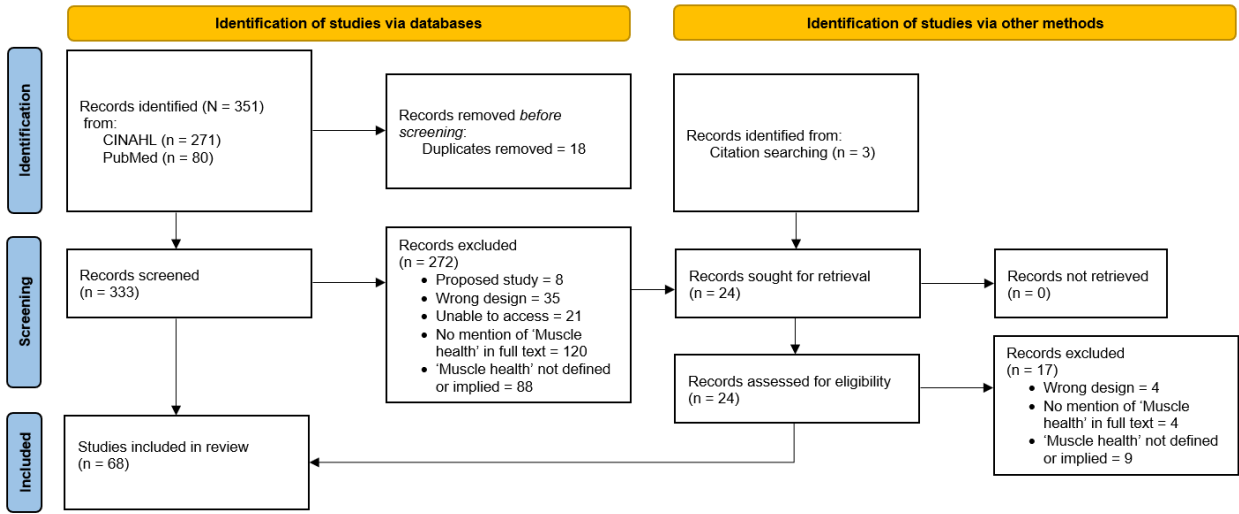 Identification of studies via databases
Identification of studies via other methods
Identification
Records identified (N = 351)
from:
CINAHL (n = 271)
PubMed (n = 80)
Records removed before
screening:
Duplicates removed = 18
Records identified from:
Citation searching (n = 3)
Screening
Records screened
(n = 333)
Records excluded
(n = 272)
• Proposed study = 8
• Wrong design = 35
• Unable to access = 21
• No mention of ‘Muscle
health’ in full text = 120
• ‘Muscle health’ not defined
or implied = 88
Records sought for retrieval
(n = 24)
Records not retrieved
(n = 0)
Records assessed for eligibility
(n = 24)
Records excluded
(n = 17)
• Wrong design = 4
• No mention of ‘Muscle
health’ in full text = 4
• ‘Muscle health’ not defined
or implied = 9
Included
Studies included in review
(n = 68)